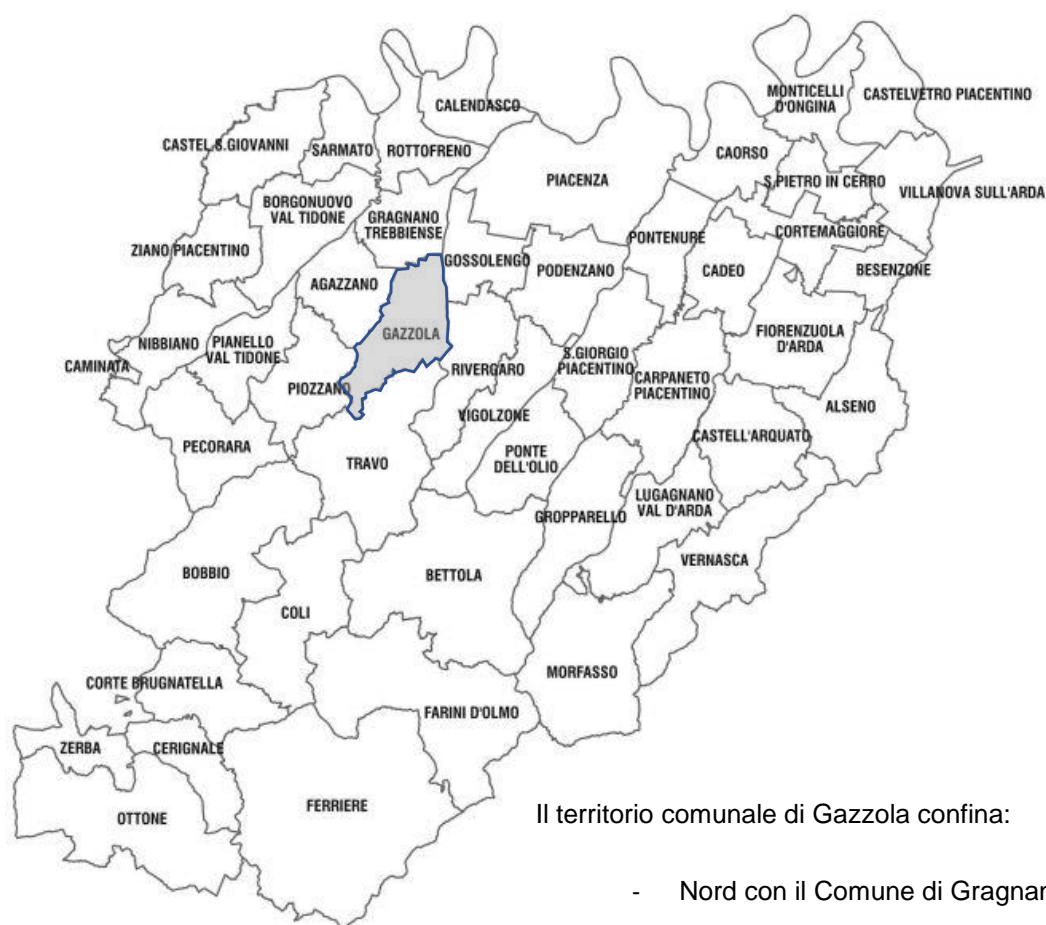 CALENDASCO
MONTICELLI
D'ONGINA
CASTELVETRO PIACENTINO
CASTEL S.GIOVANNI
SARMATO
ROTTOFRENO
CAORSO
PIACENZA
S.PIETRO IN CERRO
VILLANOVA SULL'ARDA
BORGONUOVO
VAL TIDONE
GRAGNANO
TREBBIENSE
ZIANO PIACENTINO
PONTENURE
CORTEMAGGIORE
GOSSOLENGO
PODENZANO
CADEO
BESENZONE
AGAZZANO
GAZZOLA
FIORENZUOLA
D'ARDA
NIBBIANO
PIANELLO
VAL TIDONE
CAMINATA
RIVERGARO
S.GIORGIO
PIACENTINO
CARPANETO
PIACENTINO
PIOZZANO
VIGOLZONE
ALSENO
CASTELL'ARQUATO
PECORARA
TRAVO
PONTE
DELL'OLIO
LUGAGNANO
VAL D'ARDA
GROPPARELLO
VERNASCA
BOBBIO
BETTOLA
COLI
MORFASSO
CORTE BRUGNATELLA
FARINI D'OLMO
ZERBA
CERIGNALE
FERRIERE
OTTONE
Il territorio comunale di Gazzola confina:
- Nord con il Comune di Gragnar